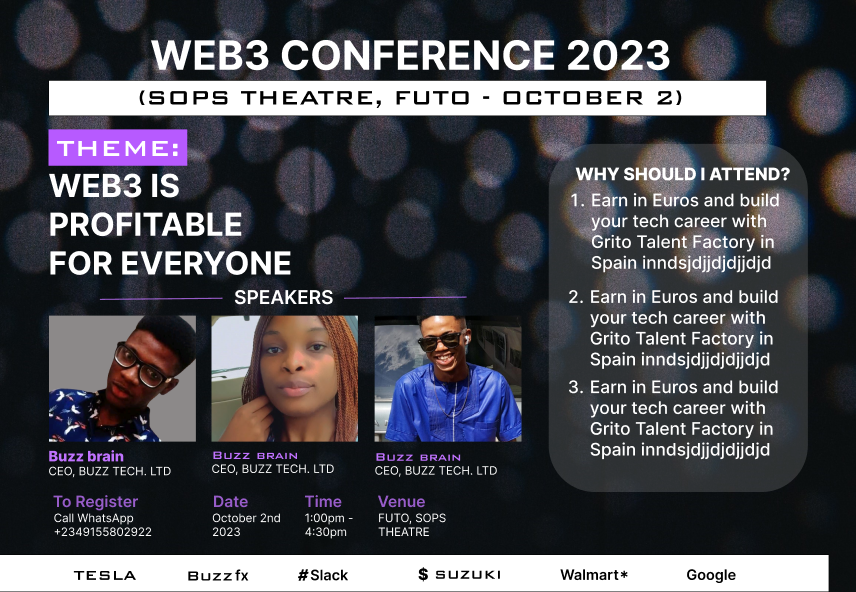 WEB3 CONFERENCE 2023
(SOPS THEATRE, FUTO - OCTOBER 2)
THEME:
WEB3 IS
PROFITABLE
FOR EVERYONE
SPEAKERS
Buzz brain
CEO, BUZZ TECH. LTD
BUZZ BRAIN
CEO, BUZZ TECH. LTD
BUZZ BRAIN
CEO, BUZZ TECH. LTD
To Register
Call WhatsApp
+2349155802922
Date
October 2nd
2023
Time
1:00pm -
4:30pm
Venue
FUTO, SOPS
THEATRE
WHY SHOULD I ATTEND?
1. Earn in Euros and build
your tech career with
Grito Talent Factory in
Spain inndsjdjjdjdjjdjd
2. Earn in Euros and build
your tech career with
Grito Talent Factory in
Spain inndsjdjjdjdjjdjd
3. Earn in Euros and build
your tech career with
Grito Talent Factory in
Spain inndsjdjjdjdjjdjd
TESLA
Buzzfx
#Slack
$ SUZUKI
Walmart*
Google